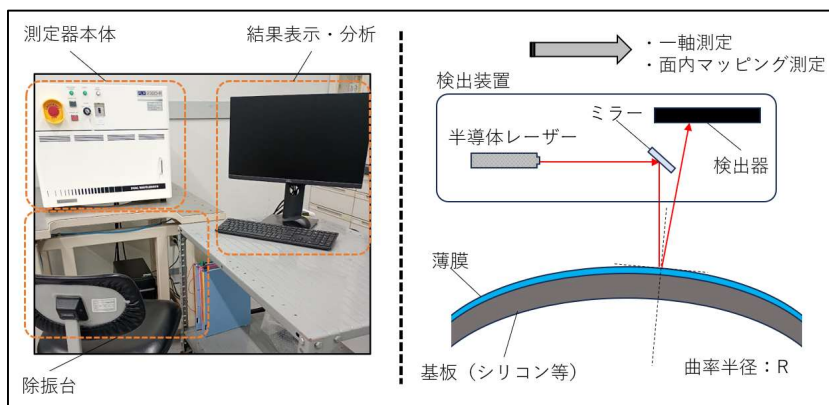 測定器本体
結果表示・分析
除振台
・一軸測定
・面内マッピング測定
検出装置
ミラー
半導体レーザー
検出器
薄膜
基板（シリコン等）
曲率半径：R